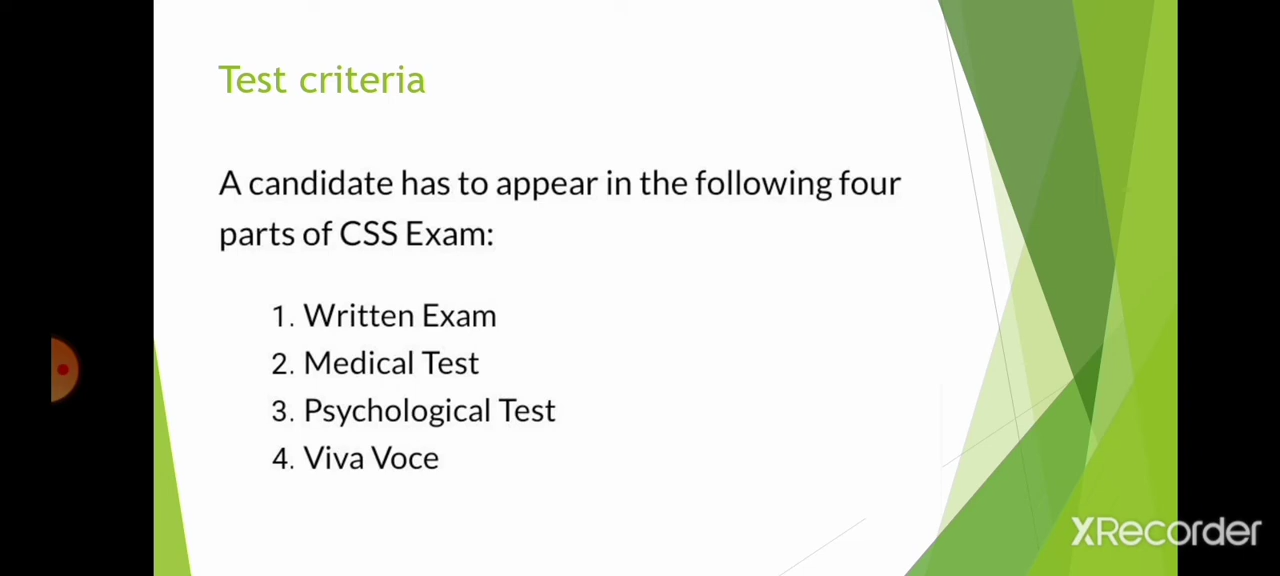 Test criteria
A candidate has to appear in the following four
parts of CSS Exam:
1. Written Exam
2. Medical Test
3. Psychological Test
4. Viva Voce
XRecorder